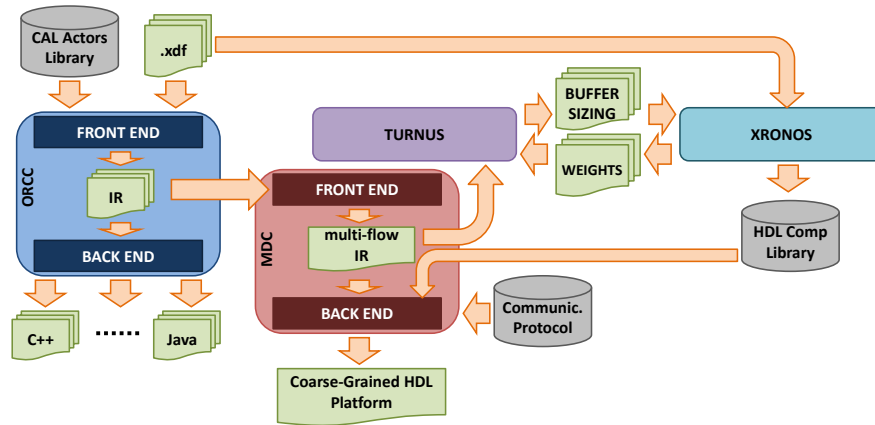 CAL Actors
Library
.xdf
FRONT END
IR
BACK END
ORCC
C++
......
Java
TURNUS
BUFFER
SIZING
WEIGHTS
XRONOS
FRONT END
multi-flow
IR
BACK END
MDC
HDL Comp
Library
Communic.
Protocol
Coarse-Grained HDL
Platform